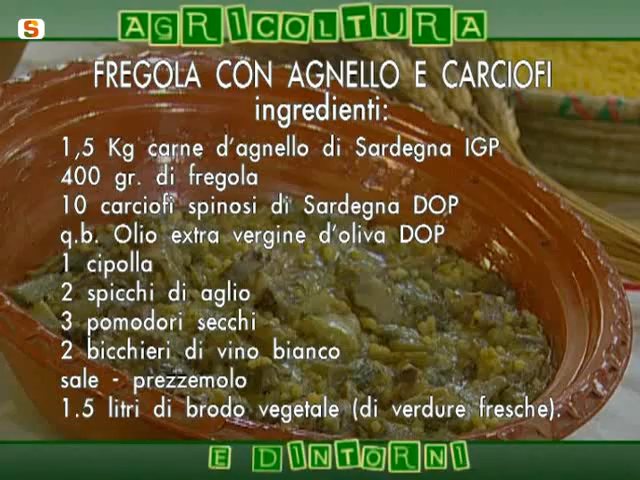 S
AGRICOLTURA
FREGOLA CON AGNELLO E CARCIOFI
ingredienti:
1,5 Kg carne d'agnello di Sardegna IGP
400 gr. di fregola
10 carciofi spinosi di Sardegna DOP
q.b. Olio extra vergine d'oliva DOP
1 cipolla
2 spicchi di aglio
3 pomodori secchi
2 bicchieri di vino bianco
sale - prezzemolo
1.5 litri di brodo vegetale (di verdure fresche).
E DINTORNI